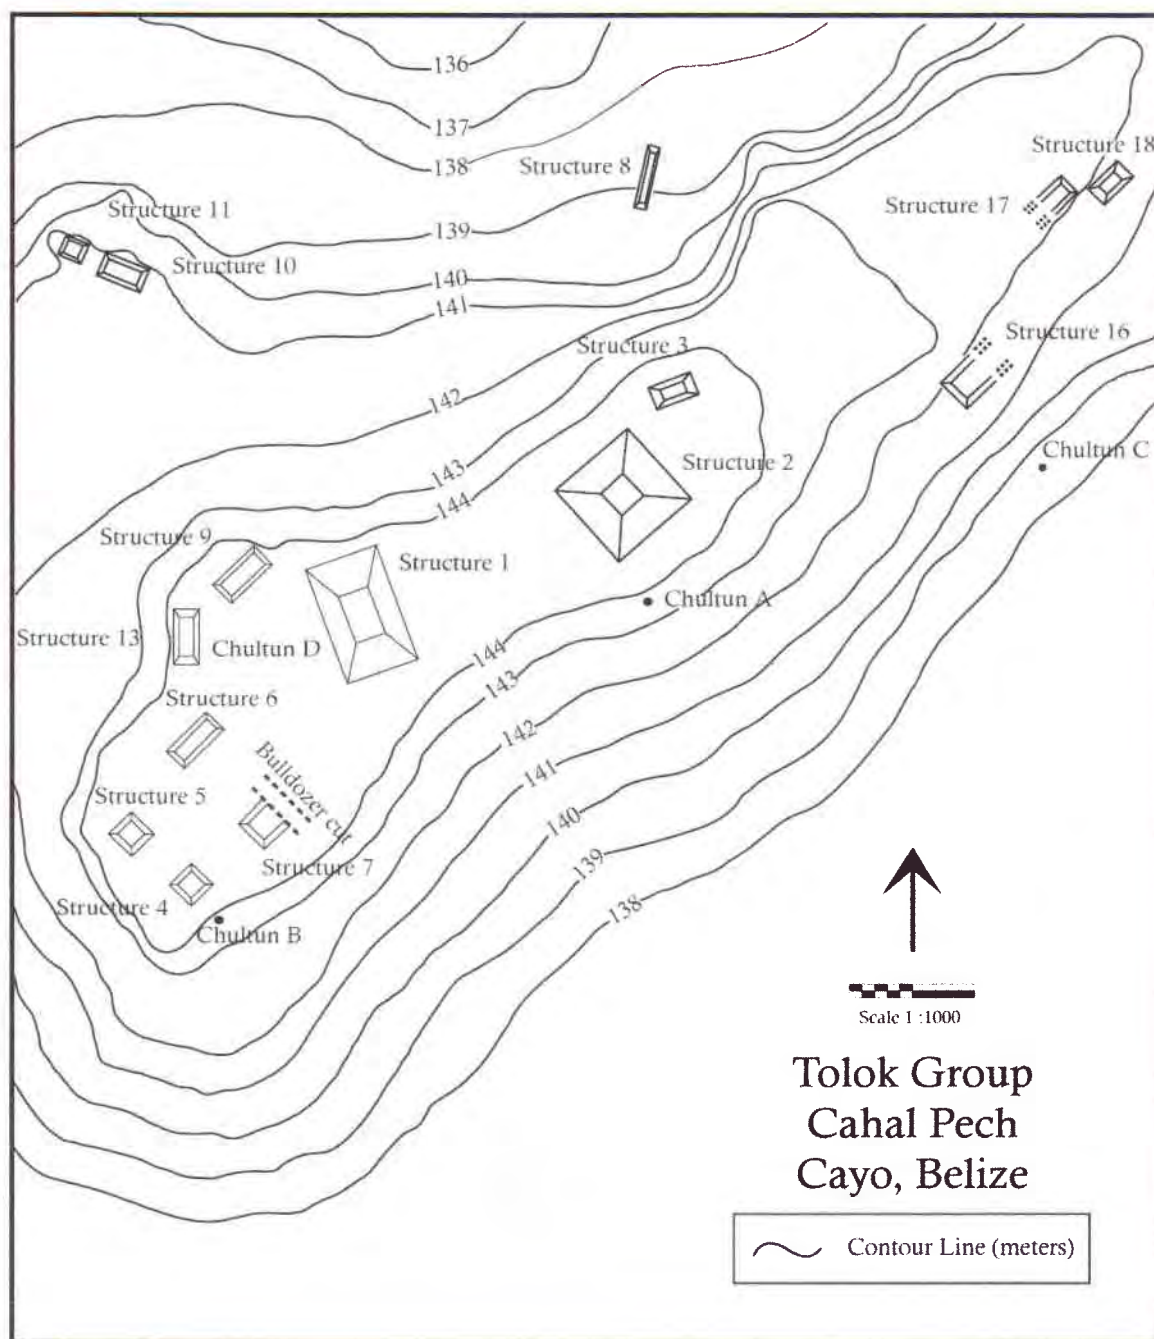 136
137
138
Structure 8
Structure 18
Structure 11
Structure 17
139
Structure 10
140
141
Structure 16
Structure 3
142
Chultun C
Structure 2
143
144
Structure 9
Structure 1
Chultun A
Structure 13
Chultun D
144
143
Structure 6
142
Bulldozer cut
141
Structure 5
140
Structure 7
139
Structure 4
138
Chultun B
Scale 1 :1000
Tolok Group
Cahal Pech
Cayo, Belize
Contour Line (meters)